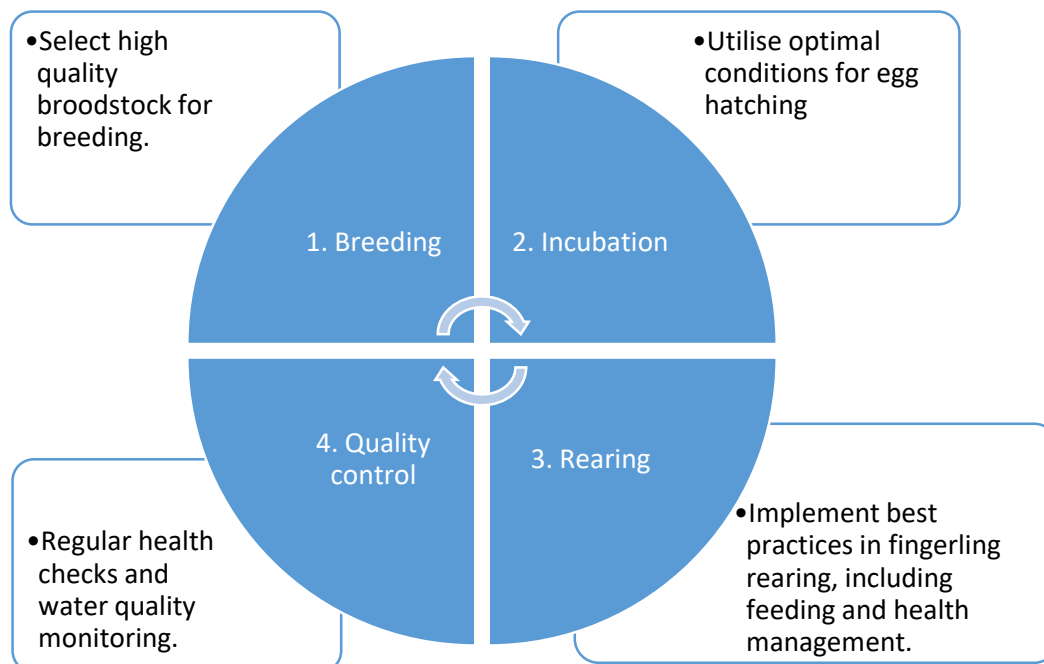 •Select high
quality
broodstock for
breeding.
•Utilise optimal
conditions for egg
hatching
1. Breeding
2. Incubation
4. Quality
control
3. Rearing
•Regular health
checks and
water quality
monitoring.
•Implement best
practices in fingerling
rearing, including
feeding and health
management.